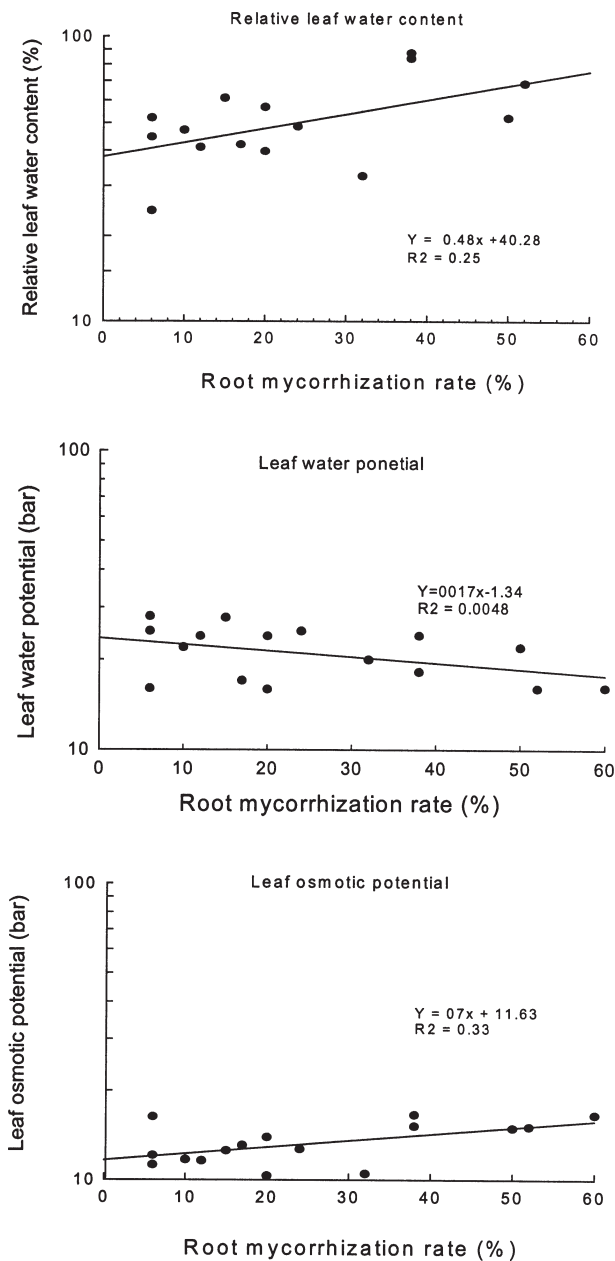 Relative leaf water content
100
Relative leaf water content (%)
Y = 0.48x +40.28
R2 = 0.25
10
0 10 20 30 40 50 60
Root mycorrhization rate (%)
100
Leaf water ponetial
Leaf water potential (bar)
Y=0017x-1.34
R2 = 0.0048
10
0 10 20 30 40 50 60
Root mycorrhization rate (%)
100
Leaf osmotic potential
Leaf osmotic potential (bar)
Y = 07x + 11.63
R2 = 0.33
10
0 10 20 30 40 50 60
Root mycorrhization rate (%)